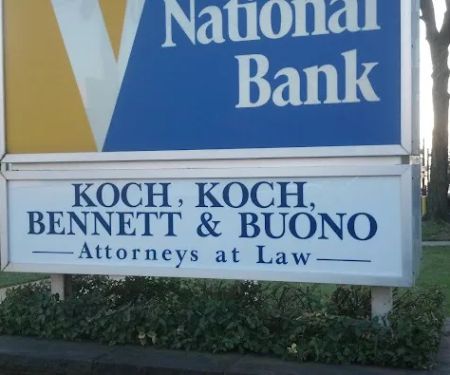 National
Bank
KOCH, KOCH,
BENNETT & BUONO
Attorneys at Law